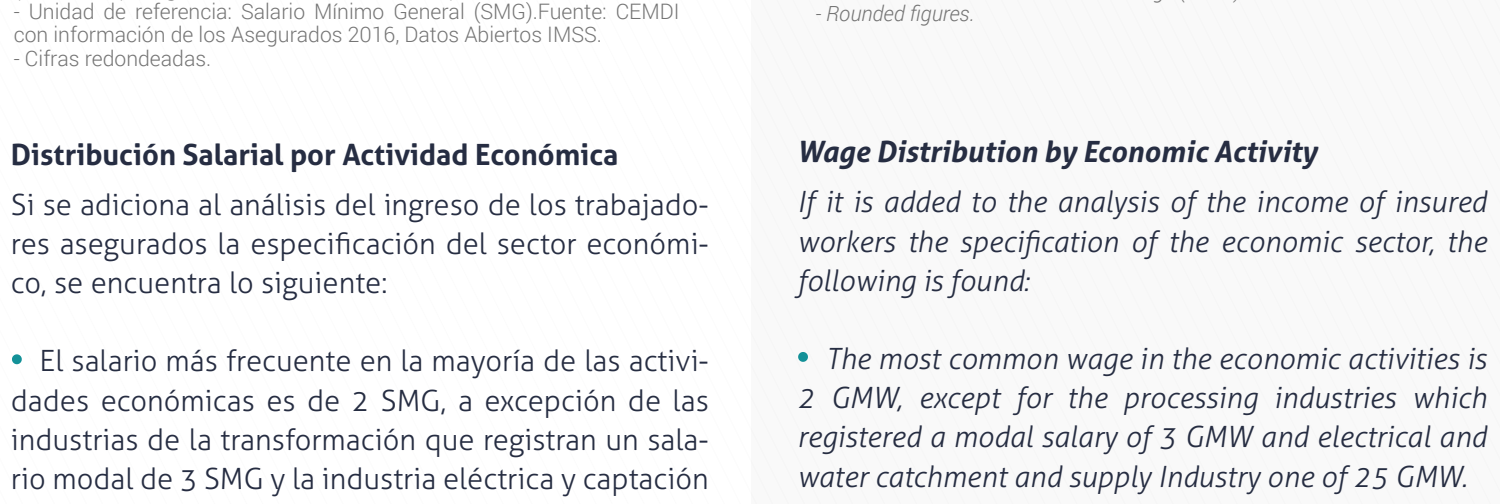 - Unidad de referencia: Salario Mínimo General (SMG).Fuente: CEMDI
con información de los Asegurados 2016, Datos Abiertos IMSS.
- Cifras redondeadas.
Distribución Salarial por Actividad Económica
Si se adiciona al análisis del ingreso de los trabajado-
res asegurados la especificación del sector económi-
co, se encuentra lo siguiente:
• El salario más frecuente en la mayoría de las activi-
dades económicas es de 2 SMG, a excepción de las
industrias de la transformación que registran un sala-
rio modal de 3 SMG y la industria eléctrica y captación
- Rounded figures.
Wage Distribution by Economic Activity
If it is added to the analysis of the income of insured
workers the specification of the economic sector, the
following is found:
• The most common wage in the economic activities is
2 GMW, except for the processing industries which
registered a modal salary of 3 GMW and electrical and
water catchment and supply Industry one of 25 GMW.